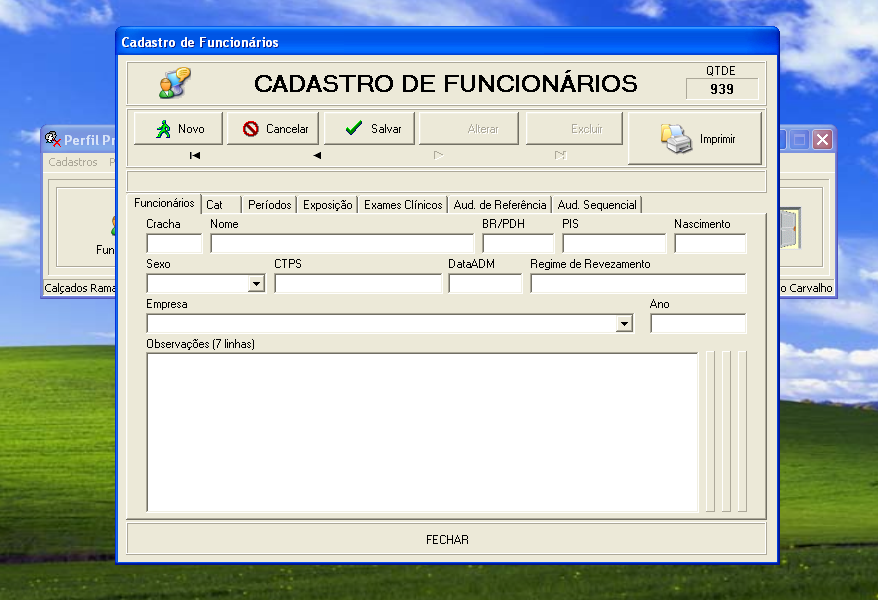 Cadastro de Funcionários
CADASTRO DE FUNCIONÁRIOS
QTDE
939
Novo
Cancelar
Salvar
Alterar
Excluir
Imprimir
Perfil Pr
Cadastros P
Fun
Calçados Rama
o Carvalho
Funcionários
Cat
Períodos
Exposição
Exames Clínicos
Aud. de Referência
Aud. Sequencial
Cracha
Nome
BR/PDH
PIS
Nascimento
Sexo
CTPS
DataADM
Regime de Revezamento
Empresa
Ano
Observações (7 linhas)
FECHAR